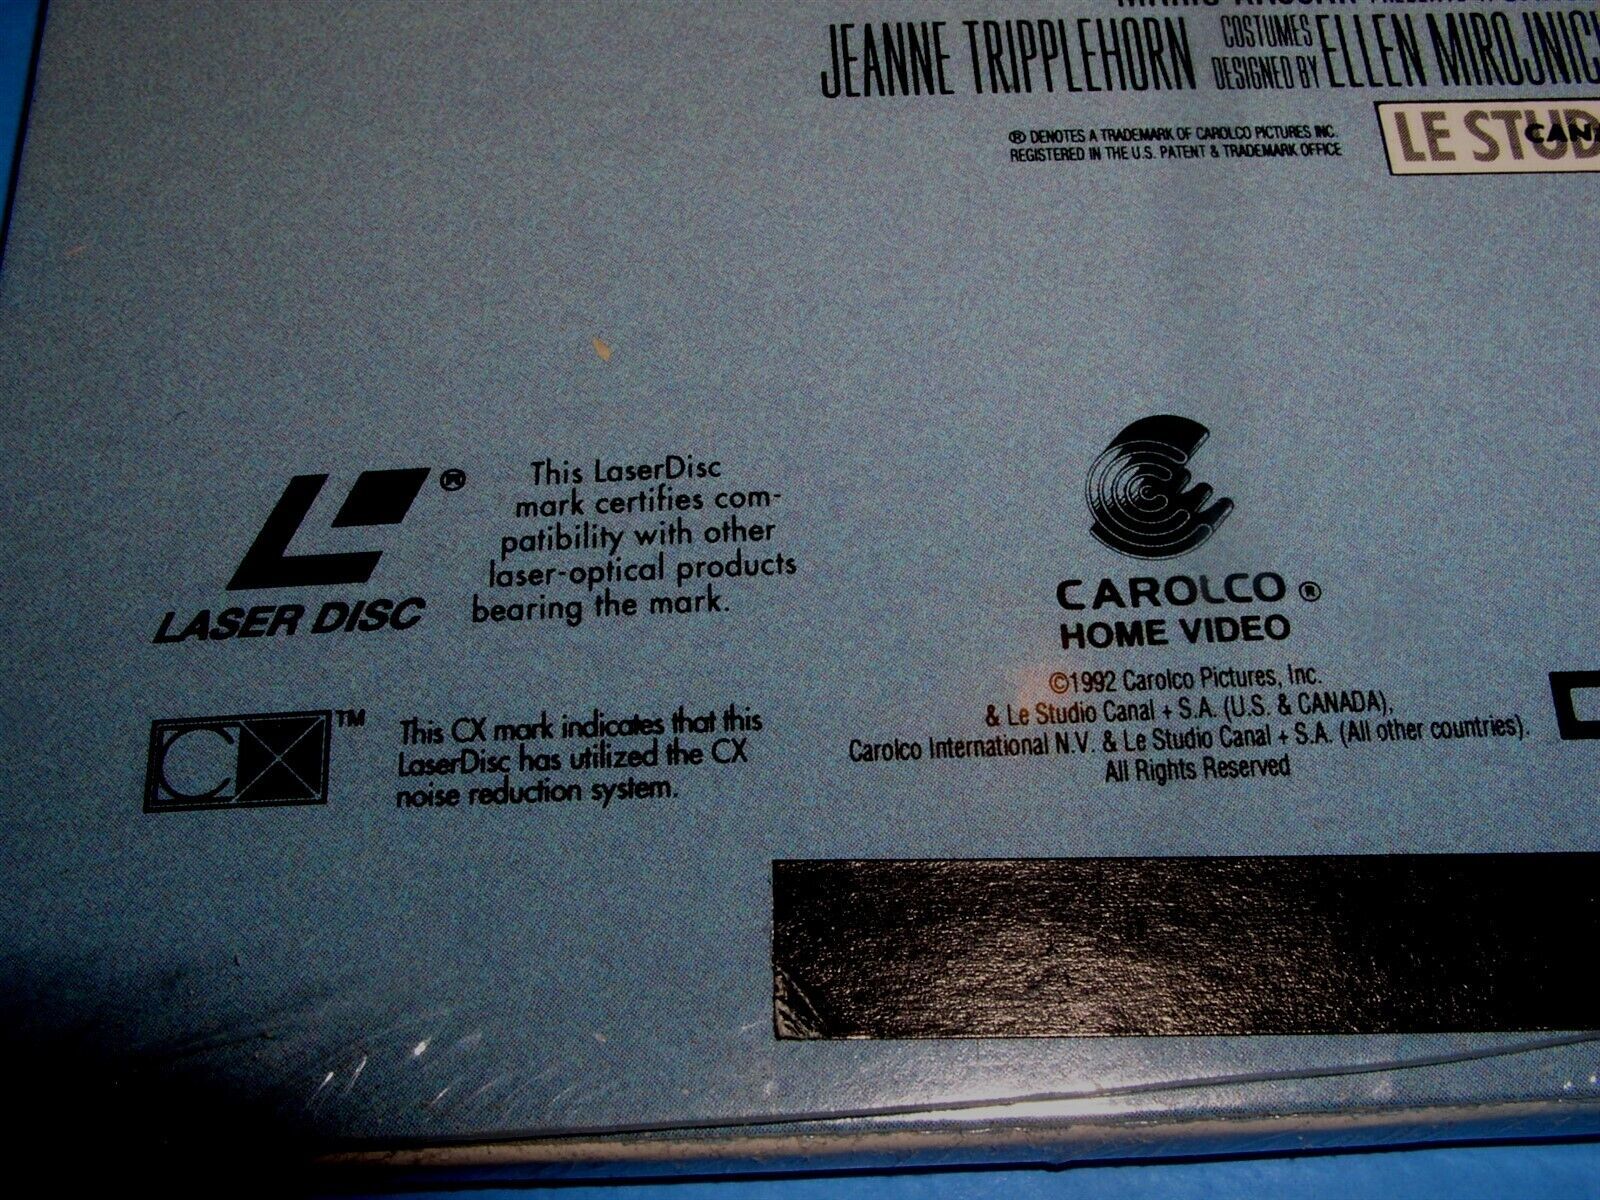 JEANNE TRIPPLEHORN COSTUMES DESIGNED BY ELLEN
® DENOTES A TRADEMARK OF CAROLCO PICTURES INC.
REGISTERED IN THE U.S. PATENT & TRADEMARK OFFICE
LE
®
This LaserDisc
mark certifies com-
patibility with other
laser-optical products
bearing the mark.
LASER DISC
CAROLCO ®
HOME VIDEO
©1992 Carolco Pictures, Inc.
& Le Studio Canal + S.A. (U.S. & CANADA),
Carolco International N.V. & Le Studio Canal + S.A. (All other countries).
All Rights Reserved
CX TM
This CX mark indicates that this
LaserDisc has utilized the CX
noise reduction system.